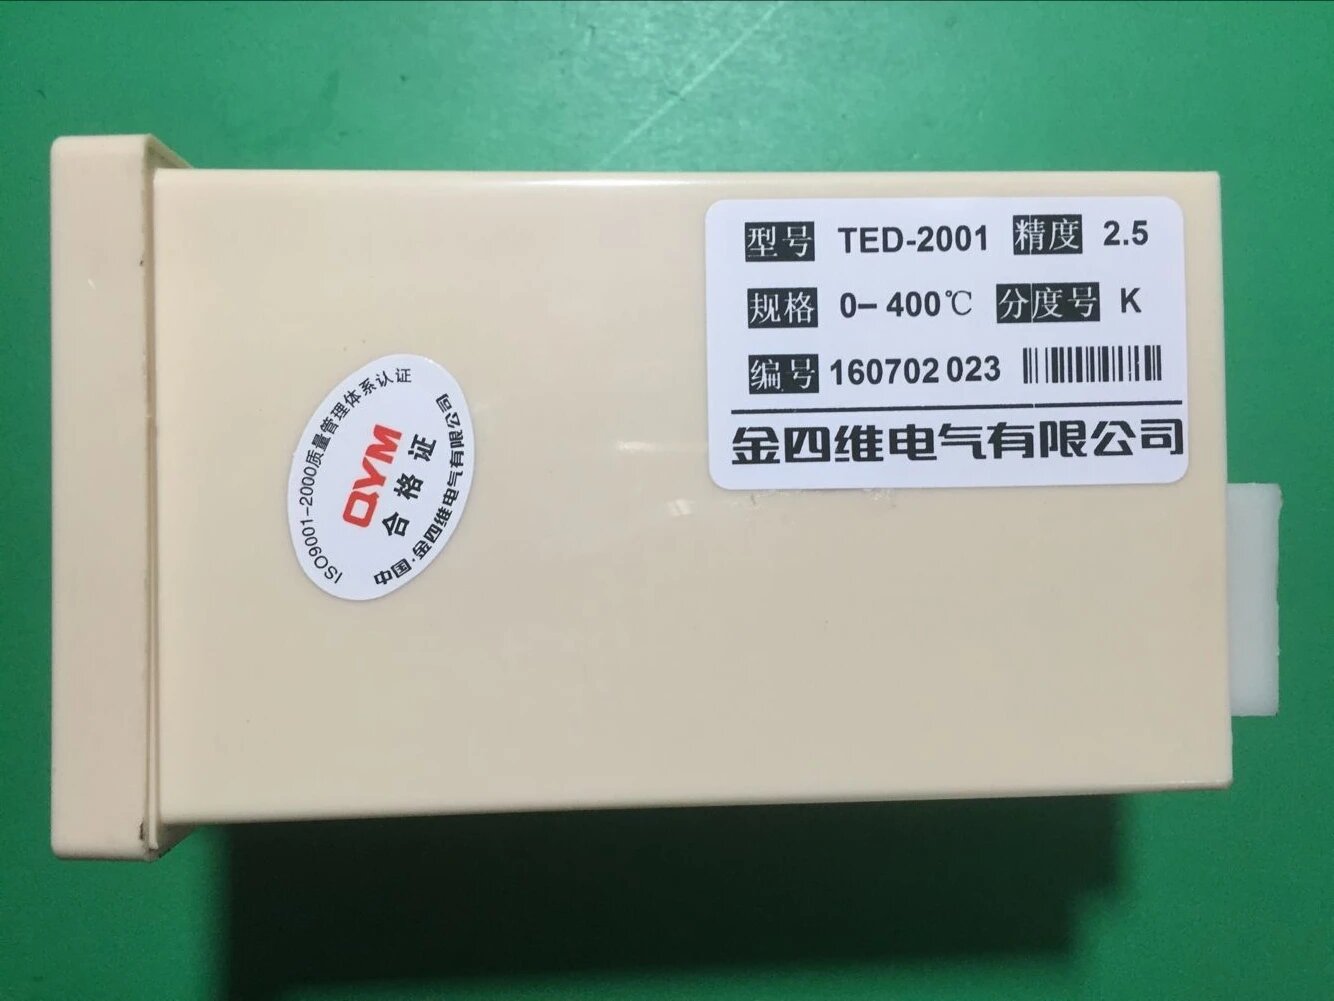 型号 TED-2001 精度 2.5
规格 0-400℃ 分度号 K
编号 160702 023
金四维电气有限公司
ISO9001-2000质量管理体系认证
QYM
合格证
中国·金四维电气有限公司